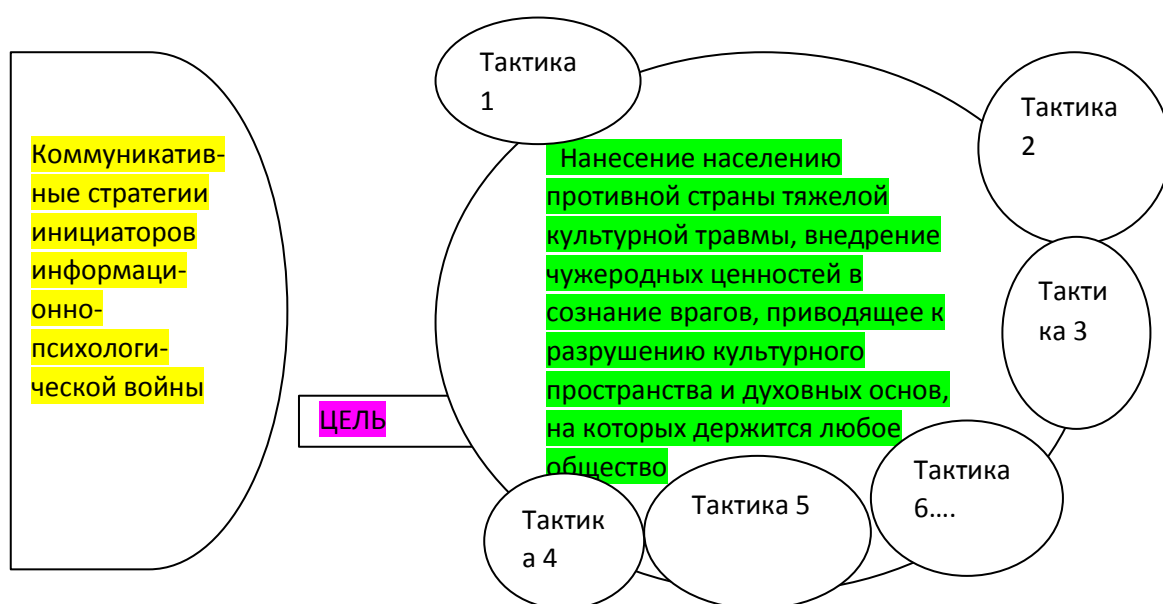 Коммуникатив-
ные стратегии
инициаторов
информаци-
онно-
психологи-
ческой войны
ЦЕЛЬ
Тактика
1
Нанесение населению
противной страны тяжелой
культурной травмы, внедрение
чужеродных ценностей в
сознание врагов, приводящее к
разрушению культурного
пространства и духовных основ,
на которых держится любое
общество
Тактика
2
Такти
ка 3
Тактик
а 4
Тактика 5
Тактика
6....